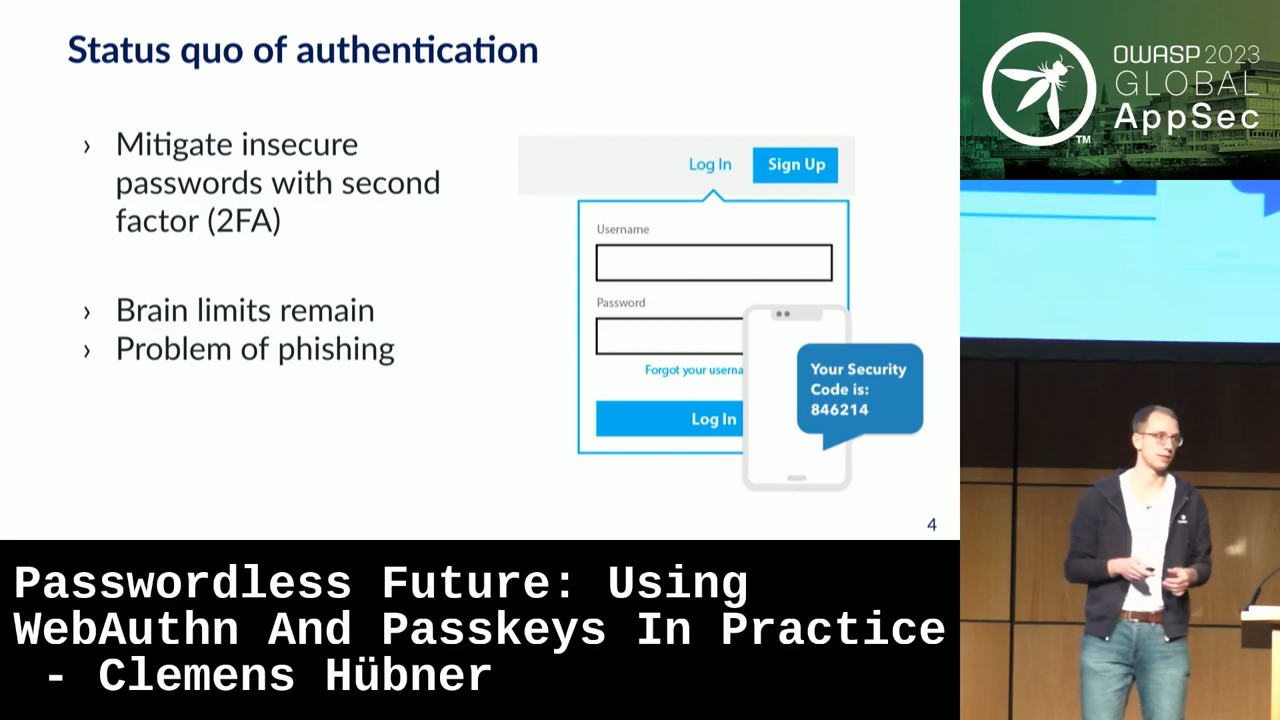 Status quo of authentication
› Mitigate insecure
passwords with second
factor (2FA)
› Brain limits remain
› Problem of phishing
Log In
Sign Up
Username
Password
Forgot your userna
Log In
Your Security
Code is:
846214
4
OWASP 2023
GLOBAL
AppSec
TM
Passwordless Future: Using
WebAuthn And Passkeys In Practice
- Clemens Hübner